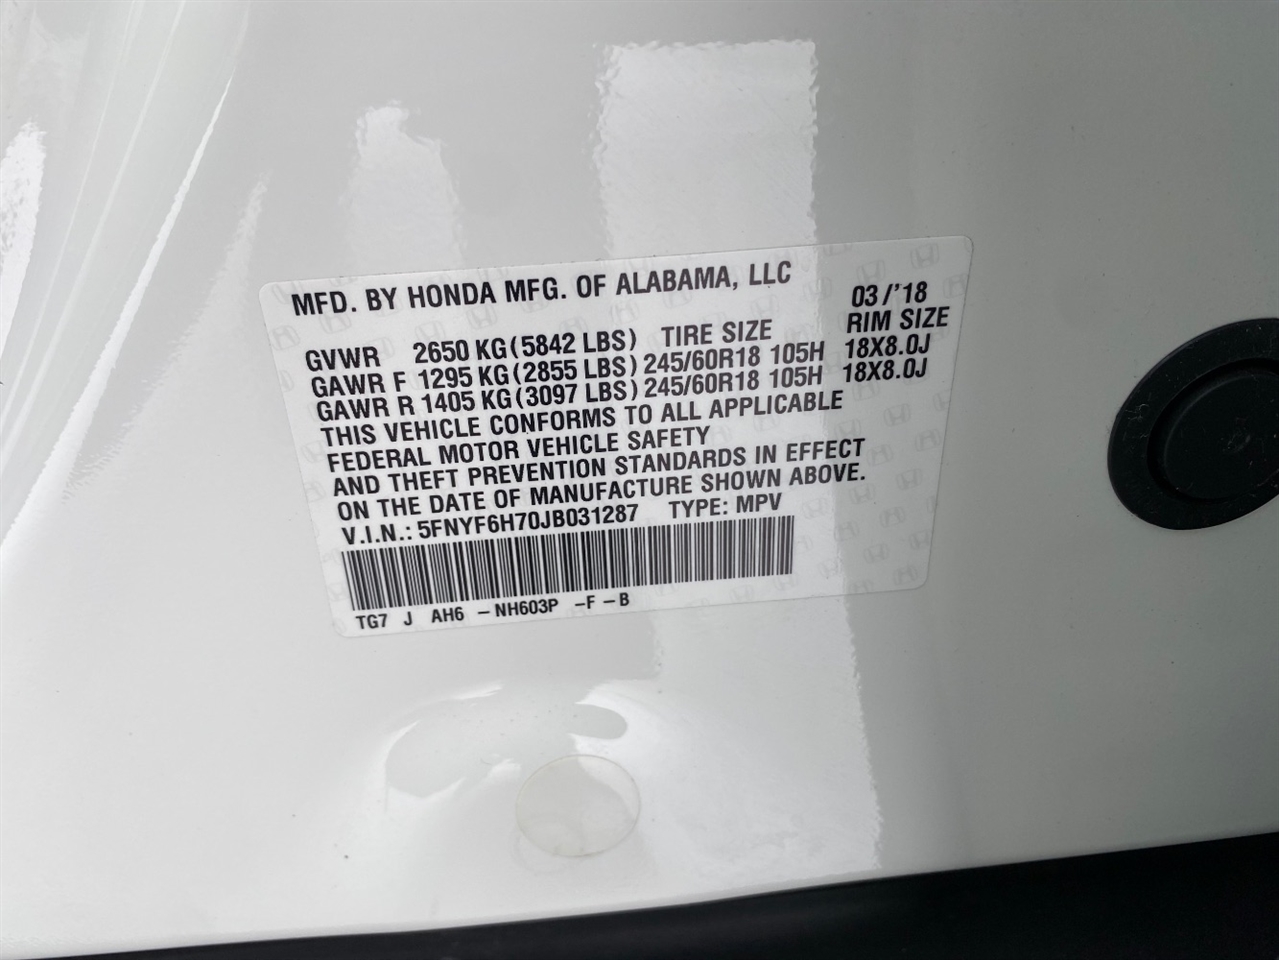 MFD. BY HONDA MFG. OF ALABAMA, LLC 03/'18
GVWR 2650 KG(5842 LBS) TIRE SIZE RIM SIZE
GAWR F 1295 KG(2855 LBS) 245/60R18 105H 18X8.0J
GAWR R 1405 KG(3097 LBS) 245/60R18 105H 18X8.0J
THIS VEHICLE CONFORMS TO ALL APPLICABLE
FEDERAL MOTOR VEHICLE SAFETY
AND THEFT PREVENTION STANDARDS IN EFFECT
ON THE DATE OF MANUFACTURE SHOWN ABOVE.
V.I.N.: 5FNYF6H70JB031287 TYPE: MPV
TG7 J AH6 -NH603P -F-B